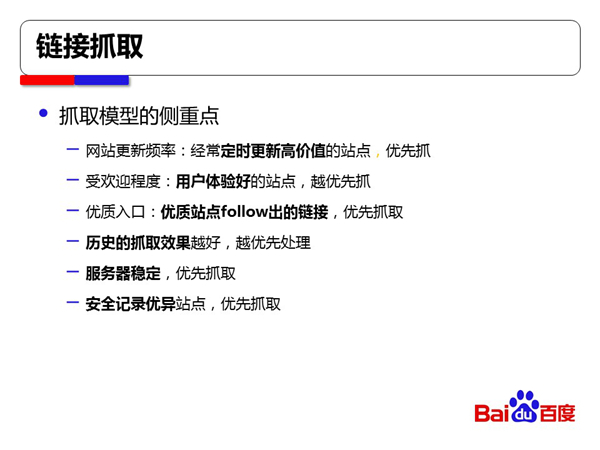 链接抓取
抓取模型的侧重点
网站更新频率：经常定时更新高价值的站点，优先抓
受欢迎程度：用户体验好的站点，越优先抓
优质入口：优质站点follow出的链接，优先抓取
历史的抓取效果越好，越优先处理
服务器稳定，优先抓取
安全记录优异站点，优先抓取
Bai du 百度